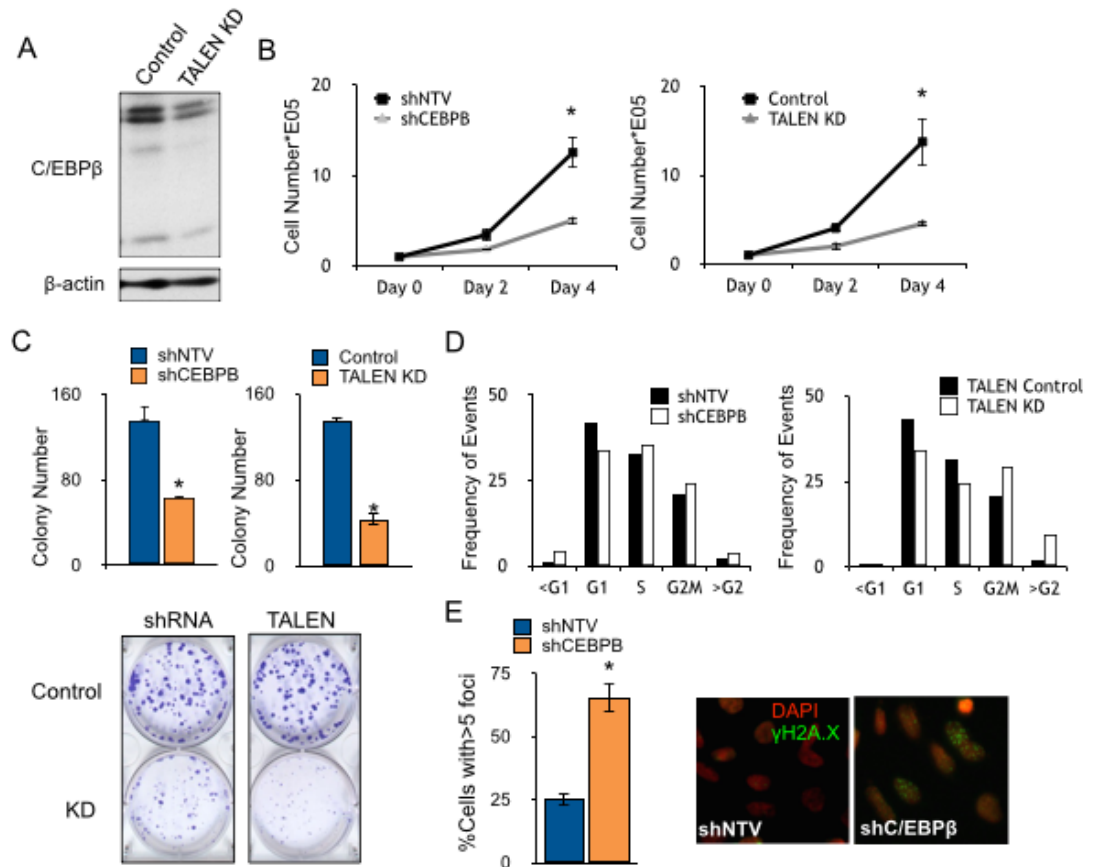 A
Control
TALEN KD
C/EBPβ
β-actin
B
Cell Number*E05
20
10
0
shNTV
shCEBPB
*
Day 0 Day 2 Day 4
Cell Number*E05
20
10
0
Control
TALEN KD
*
Day 0 Day 2 Day 4
C
shNTV
shCEBPB
Colony Number
160
80
0
*
Control
TALEN KD
Colony Number
160
80
0
*
shRNA TALEN
Control
KD
D
Frequency of Events
50
25
0
shNTV
shCEBPB
<G1 G1 S G2M >G2
Frequency of Events
50
25
0
TALEN Control
TALEN KD
<G1 G1 S G2M >G2
E
shNTV
shCEBPB
%Cells with>5 foci
75
50
25
0
*
DAPI
γH2A.X
shNTV
shC/EBPβ